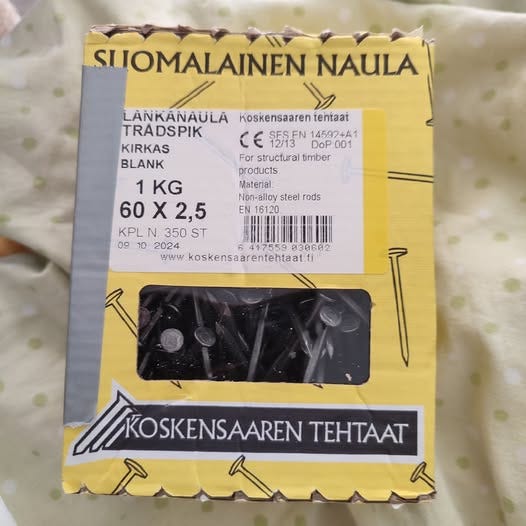 SUOMALAINEN NAULA
LANKANAULA
TRÅDSPIK
KIRKAS
BLANK
1 KG
60 X 2,5
KPL N. 350 ST
09. 10. 2024
Koskensaaren tehtaat
CE SFS EN 14592+A1
12/13 DoP 001
For structural timber
products
Material:
Non-alloy steel rods
EN 16120
6 417559 030602
www.koskensaarentehtaat.fi
KOSKENSAAREN TEHTAAT